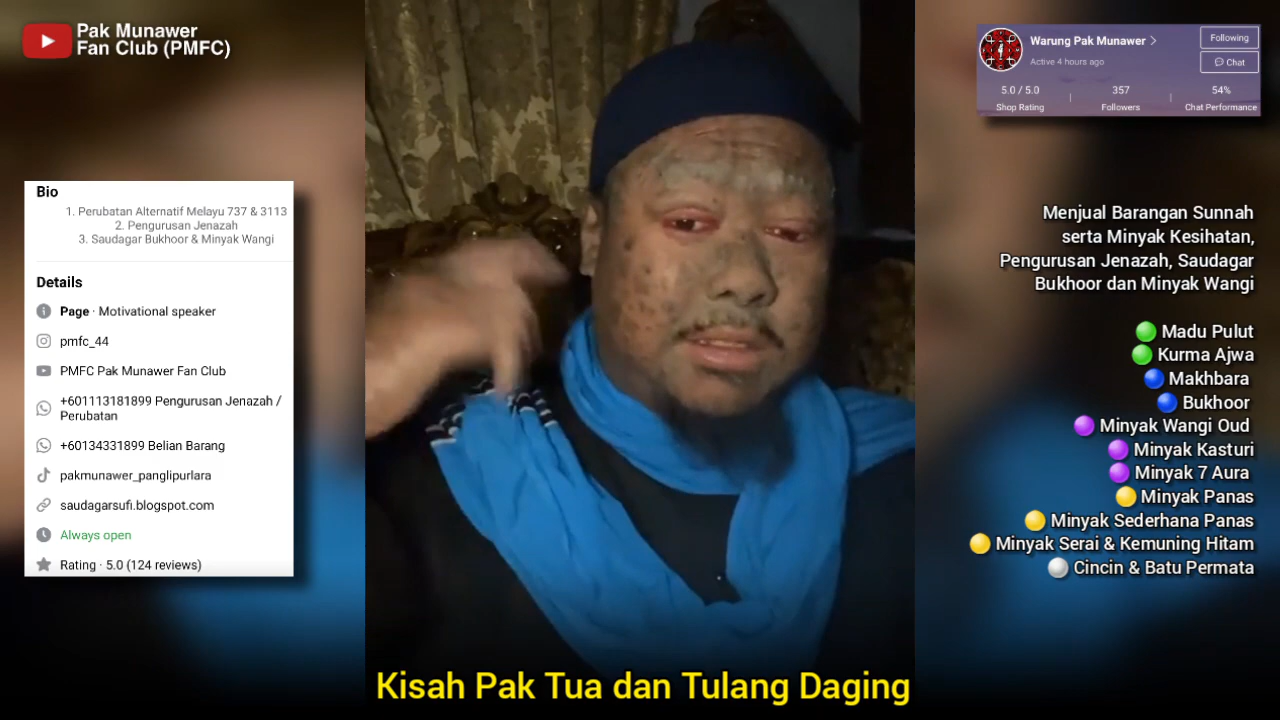 Pak Munawer
Fan Club (PMFC)
Bio
1. Perubatan Alternatif Melayu 737 & 3113
2. Pengurusan Jenazah
3. Saudagar Bukhoor & Minyak Wangi
Details
Page · Motivational speaker
pmfc_44
PMFC Pak Munawer Fan Club
+601113181899 Pengurusan Jenazah /
Perubatan
+60134331899 Belian Barang
pakmunawer_panglipurlara
saudagarsufi.blogspot.com
Always open
Rating · 5.0 (124 reviews)
Warung Pak Munawer
Following
Active 4 hours ago
Chat
5.0 / 5.0 357 54%
Shop Rating Followers Chat Performance
Menjual Barangan Sunnah
serta Minyak Kesihatan,
Pengurusan Jenazah, Saudagar
Bukhoor dan Minyak Wangi
Madu Pulut
Kurma Ajwa
Makhbara
Bukhoor
Minyak Wangi Oud
Minyak Kasturi
Minyak 7 Aura
Minyak Panas
Minyak Sederhana Panas
Minyak Serai & Kemuning Hitam
Cincin & Batu Permata
Kisah Pak Tua dan Tulang Daging